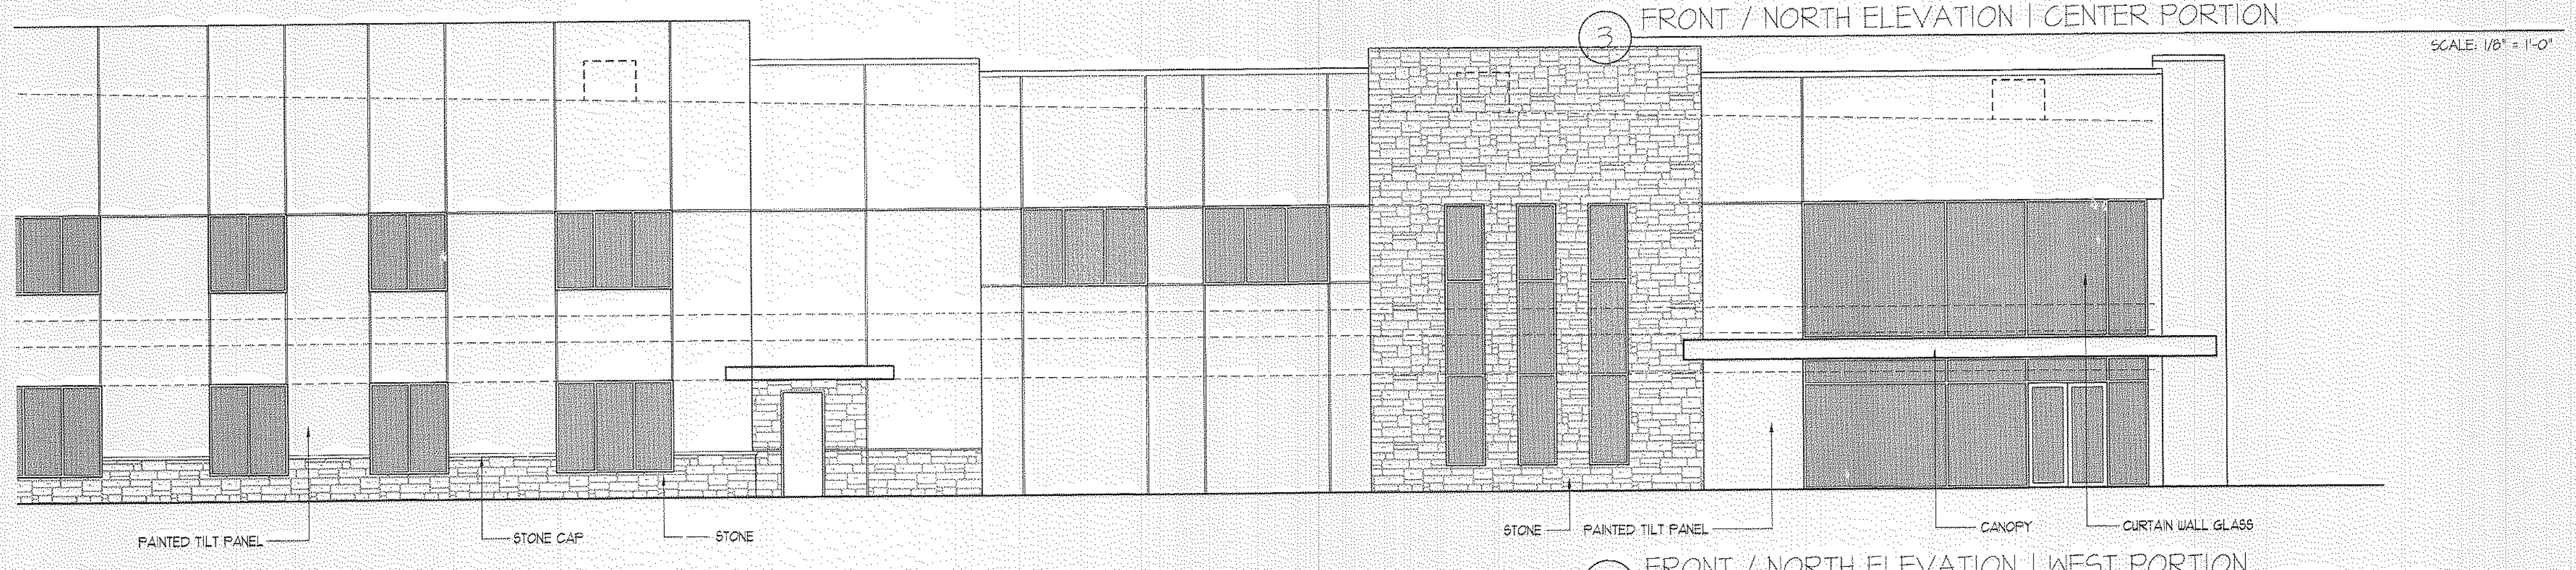 3
FRONT / NORTH ELEVATION | CENTER PORTION
SCALE: 1/8" = 1'-0"
PAINTED TILT PANEL
STONE CAP
STONE
STONE
PAINTED TILT PANEL
CANOPY
CURTAIN WALL GLASS
FRONT / NORTH ELEVATION | WEST PORTION